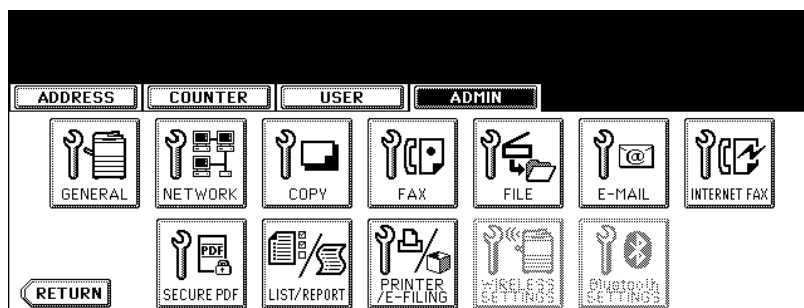 ADDRESS COUNTER USER ADMIN
GENERAL NETWORK COPY FAX FILE E-MAIL INTERNET FAX
@
PDF
SECURE PDF LIST/REPORT PRINTER /E-FILING WIRELESS SETTINGS Bluetooth SETTINGS
RETURN